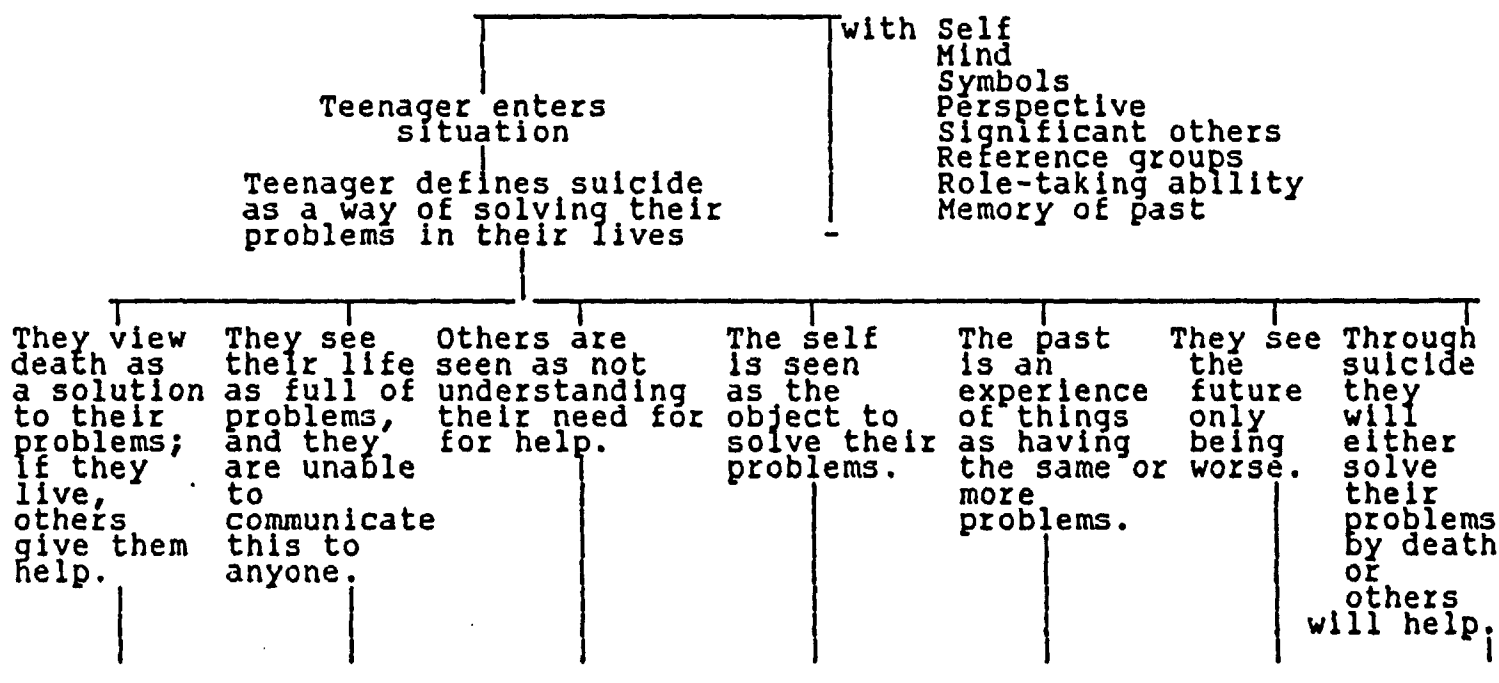 with Self
Mind
Symbols
Perspective
Significant others
Reference groups
Role-taking ability
Memory of past
Teenager enters
situation
Teenager defines suicide
as a way of solving their
problems in their lives
They view
death as
a solution
to their
problems;
if they
live,
others
give them
help.
They see
their life
as full of
problems,
and they
are unable
to
communicate
this to
anyone.
Others are
seen as not
understanding
their need for
for help.
The self
is seen
as the
object to
solve their
problems.
The past
is an
experience
of things
as having
the same or
more
problems.
They see
the
future
only
being
worse.
Through
suicide
they
will
either
solve
their
problems
by death
or
others
will help.